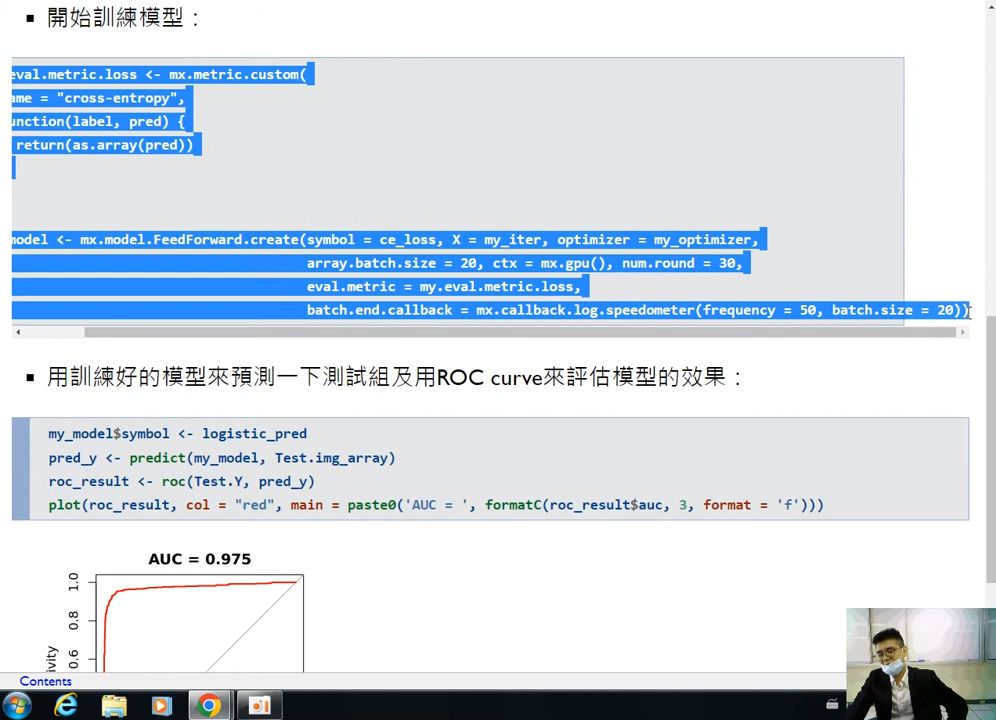 ▪ 開始訓練模型：
eval.metric.loss <- mx.metric.custom(
ame = "cross-entropy",
unction(label, pred) {
return(as.array(pred))
model <- mx.model.FeedForward.create(symbol = ce_loss, X = my_iter, optimizer = my_optimizer,
array.batch.size = 20, ctx = mx.gpu(), num.round = 30,
eval.metric = my.eval.metric.loss,
batch.end.callback = mx.callback.log.speedometer(frequency = 50, batch.size = 20))
▪ 用訓練好的模型來預測一下測試組及用ROC curve來評估模型的效果：
my_model$symbol <- logistic_pred
pred_y <- predict(my_model, Test.img_array)
roc_result <- roc(Test.Y, pred_y)
plot(roc_result, col = "red", main = paste0('AUC = ', formatC(roc_result$auc, 3, format = 'f')))
AUC = 0.975
1.0
0.8
0.6
ivity
Contents